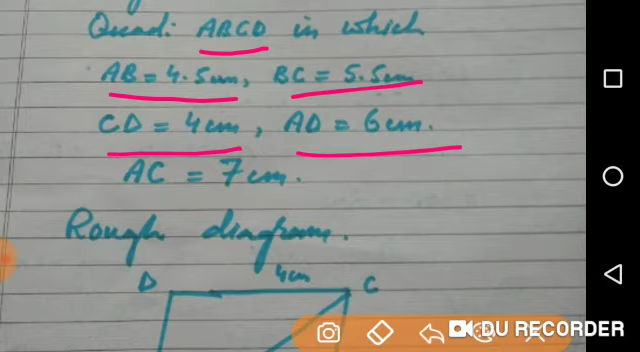 Quad: ABCD in which
AB = 4.5cm, BC = 5.5cm
CD = 4cm, AD = 6cm.
AC = 7cm.
Rough diagram.
4cm
D C
DU RECORDER